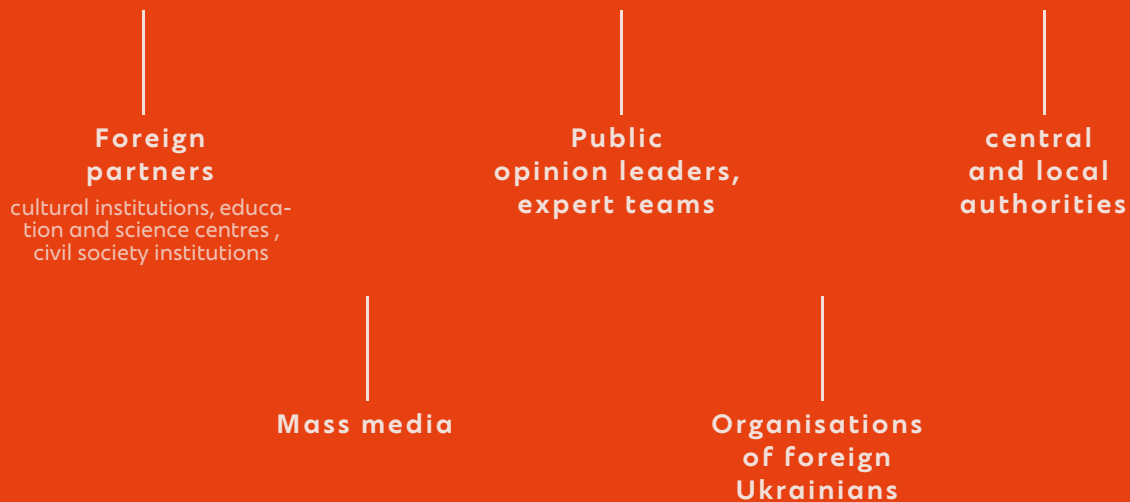 Foreign
partners
cultural institutions, educa-
tion and science centres ,
civil society institutions
Public
opinion leaders,
expert teams
central
and local
authorities
Mass media
Organisations
of foreign
Ukrainians